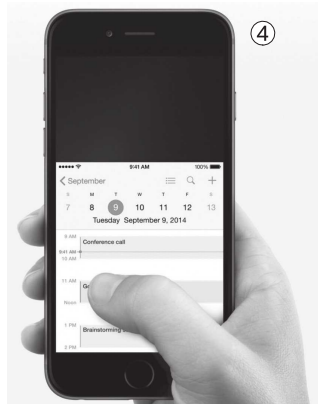 ④
9:41 AM 100%
September
S M T W T F S
7 8 9 10 11 12 13
Tuesday September 9, 2014
9 AM
Conference call
9:41 AM
10 AM
11 AM
Noon
1 PM
Brainstorming
2 PM